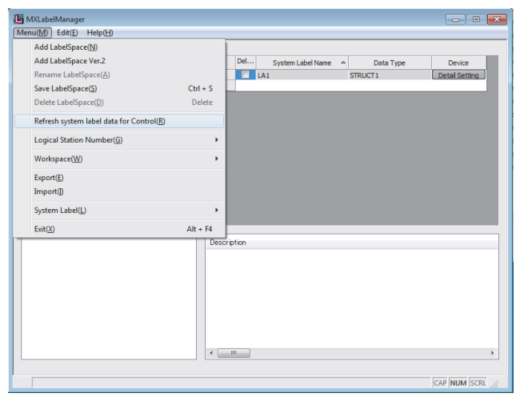 MXLabelManager
Menu(M) Edit(E) Help(H)
Add LabelSpace(N)
Add LabelSpace Ver.2
Rename LabelSpace(A)
Save LabelSpace(S) Ctrl + S
Delete LabelSpace(D) Delete
Refresh system label data for Control(R)
Logical Station Number(G)
Workspace(W)
Export(E)
Import(I)
System Label(L)
Exit(X) Alt + F4
Del... System Label Name Data Type Device
LA1 STRUCT1 Detail Setting
Description
CAP NUM SCRL